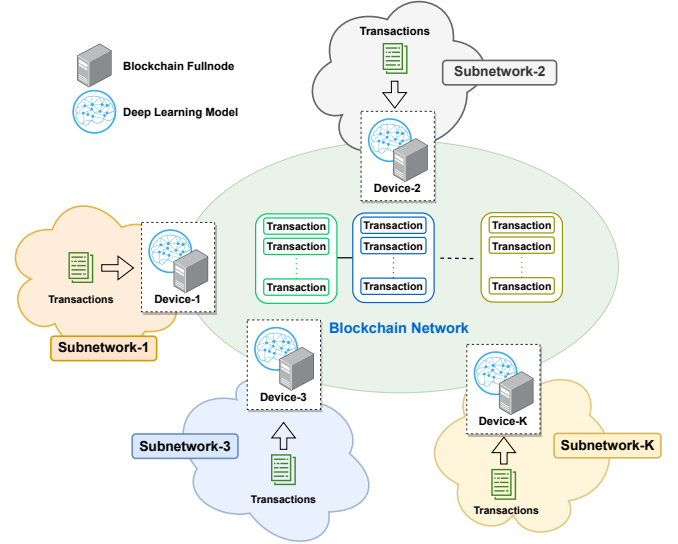 Transactions
Blockchain Fullnode
Subnetwork-2
Deep Learning Model
Device-2
Transaction
Transaction
Transaction
Transaction
Transaction
Transaction
Transaction
Transaction
Transaction
Transactions
Device-1
Blockchain Network
Subnetwork-1
Device-3
Device-K
Subnetwork-3
Subnetwork-K
Transactions
Transactions